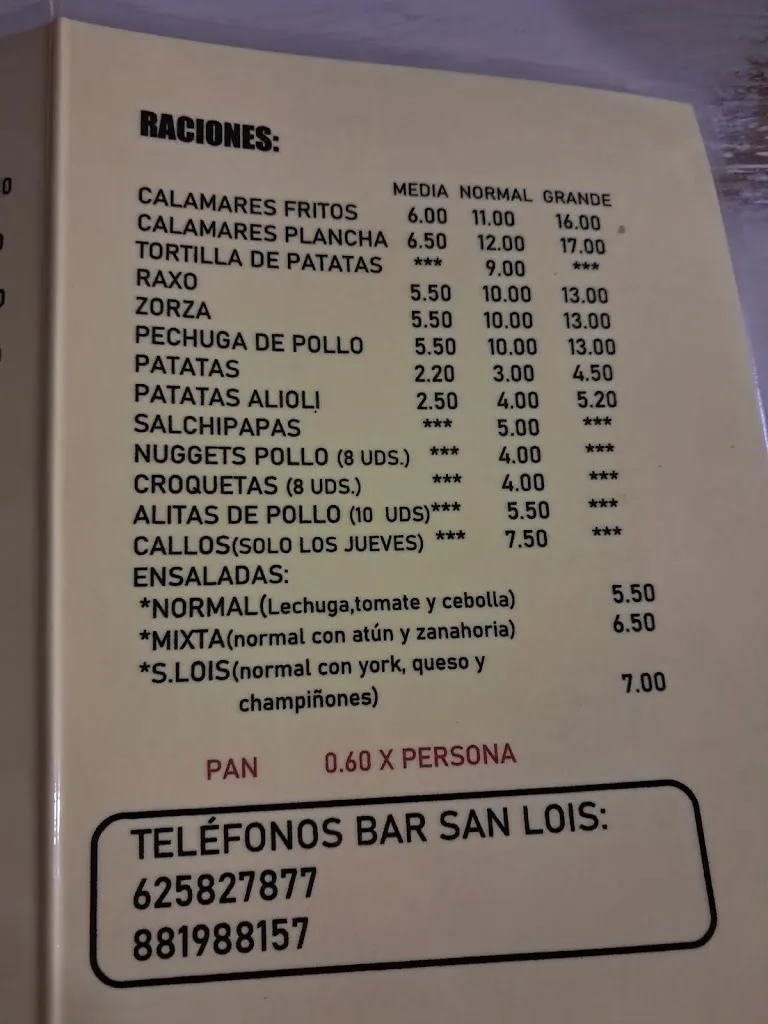 RACIONES:
MEDIA NORMAL GRANDE
CALAMARES FRITOS 6.00 11.00 16.00
CALAMARES PLANCHA 6.50 12.00 17.00
TORTILLA DE PATATAS *** 9.00 ***
RAXO 5.50 10.00 13.00
ZORZA 5.50 10.00 13.00
PECHUGA DE POLLO 5.50 10.00 13.00
PATATAS 2.20 3.00 4.50
PATATAS ALIOLI 2.50 4.00 5.20
SALCHIPAPAS *** 5.00 ***
NUGGETS POLLO (8 UDS.) *** 4.00 ***
CROQUETAS (8 UDS.) *** 4.00 ***
ALITAS DE POLLO (10 UDS)*** 5.50 ***
CALLOS(SOLO LOS JUEVES) *** 7.50 ***
ENSALADAS:
*NORMAL(Lechuga,tomate y cebolla) 5.50
*MIXTA(normal con atún y zanahoria) 6.50
*S.LOIS(normal con york, queso y
champiñones) 7.00
PAN 0.60 X PERSONA
TELÉFONOS BAR SAN LOIS:
625827877
881988157